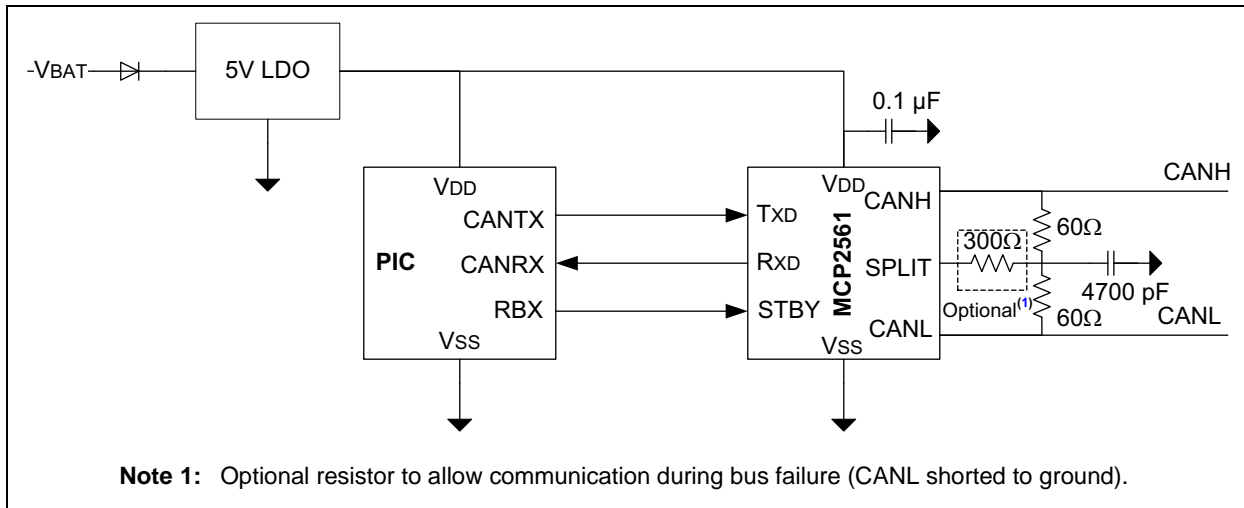 VBAT
5V LDO
0.1 µF
VDD
CANTX
PIC
CANRX
RBX
VSS
VDD
TXD
RXD
STBY
VSS
MCP2561
CANH
SPLIT
CANL
300Ω
Optional(1)
60Ω
60Ω
4700 pF
CANH
CANL
Note 1: Optional resistor to allow communication during bus failure (CANL shorted to ground).